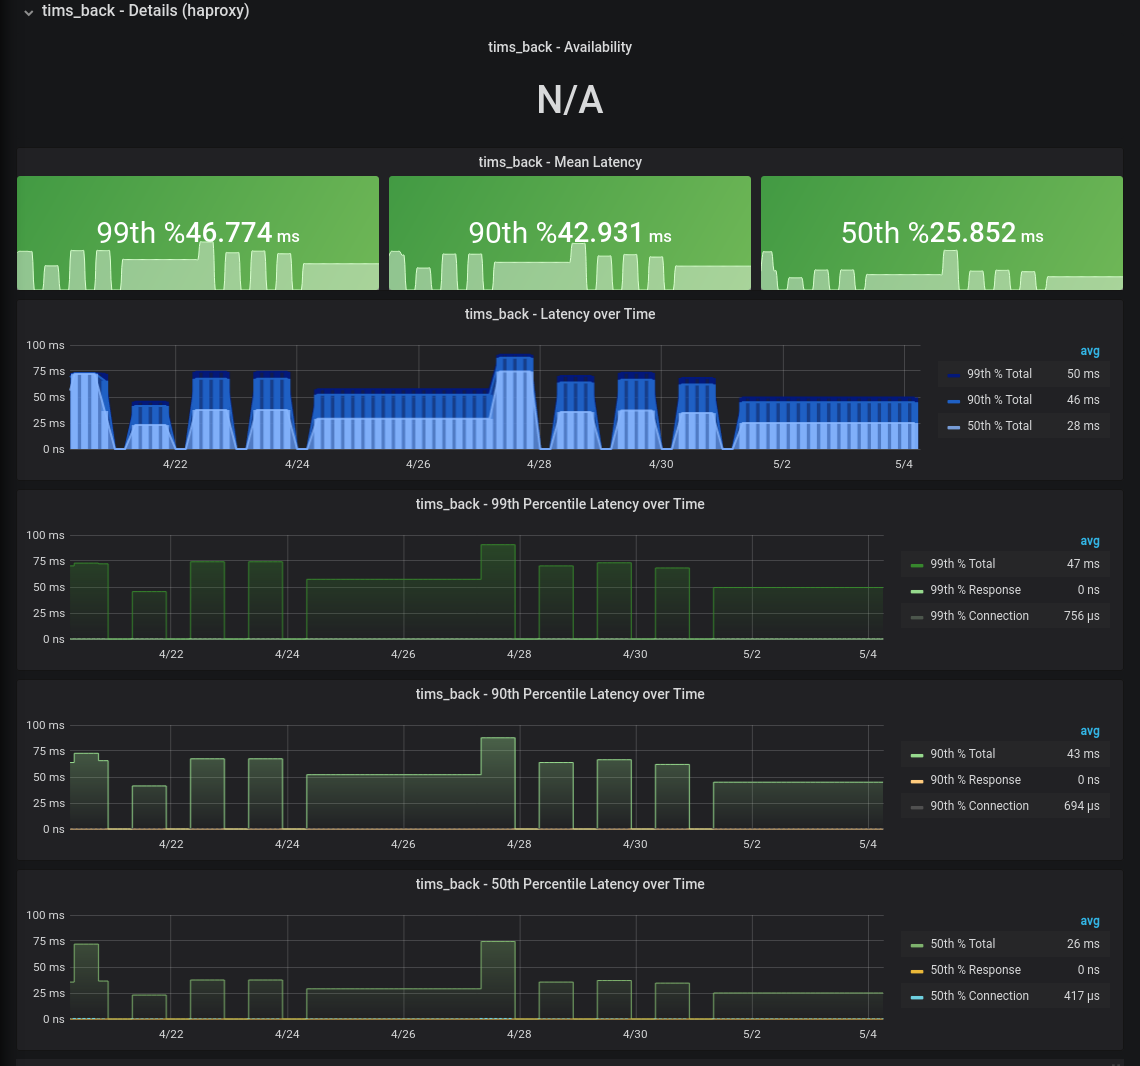 tims_back - Details (haproxy)
tims_back - Availability
N/A
tims_back - Mean Latency
99th %46.774 ms
90th %42.931 ms
50th %25.852 ms
tims_back - Latency over Time
100 ms
75 ms
50 ms
25 ms
0 ns
4/22 4/24 4/26 4/28 4/30 5/2 5/4
avg
99th % Total 50 ms
90th % Total 46 ms
50th % Total 28 ms
tims_back - 99th Percentile Latency over Time
100 ms
75 ms
50 ms
25 ms
0 ns
4/22 4/24 4/26 4/28 4/30 5/2 5/4
avg
99th % Total 47 ms
99th % Response 0 ns
99th % Connection 756 µs
tims_back - 90th Percentile Latency over Time
100 ms
75 ms
50 ms
25 ms
0 ns
4/22 4/24 4/26 4/28 4/30 5/2 5/4
avg
90th % Total 43 ms
90th % Response 0 ns
90th % Connection 694 µs
tims_back - 50th Percentile Latency over Time
100 ms
75 ms
50 ms
25 ms
0 ns
4/22 4/24 4/26 4/28 4/30 5/2 5/4
avg
50th % Total 26 ms
50th % Response 0 ns
50th % Connection 417 µs